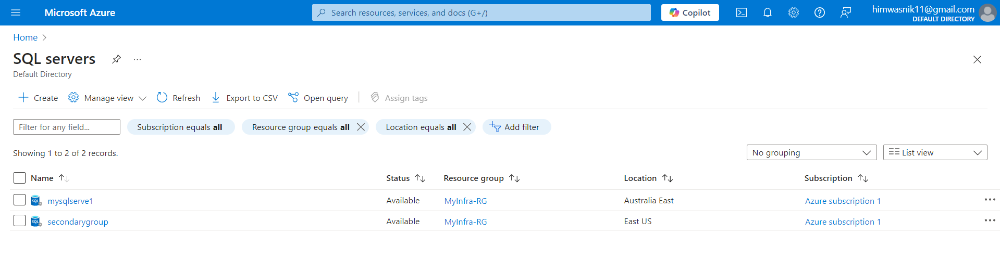 Microsoft Azure
Search resources, services, and docs (G+/)
Copilot
himwasnik11@gmail.com
DEFAULT DIRECTORY
Home
SQL servers
...
Default Directory
Create
Manage view
Refresh
Export to CSV
Open query
Assign tags
Filter for any field...
Subscription equals all
Resource group equals all
Location equals all
Add filter
Showing 1 to 2 of 2 records.
No grouping
List view
Name Status Resource group Location Subscription
SQL mysqlserve1 Available MyInfra-RG Australia East Azure subscription 1 ...
SQL secondarygroup Available MyInfra-RG East US Azure subscription 1 ...